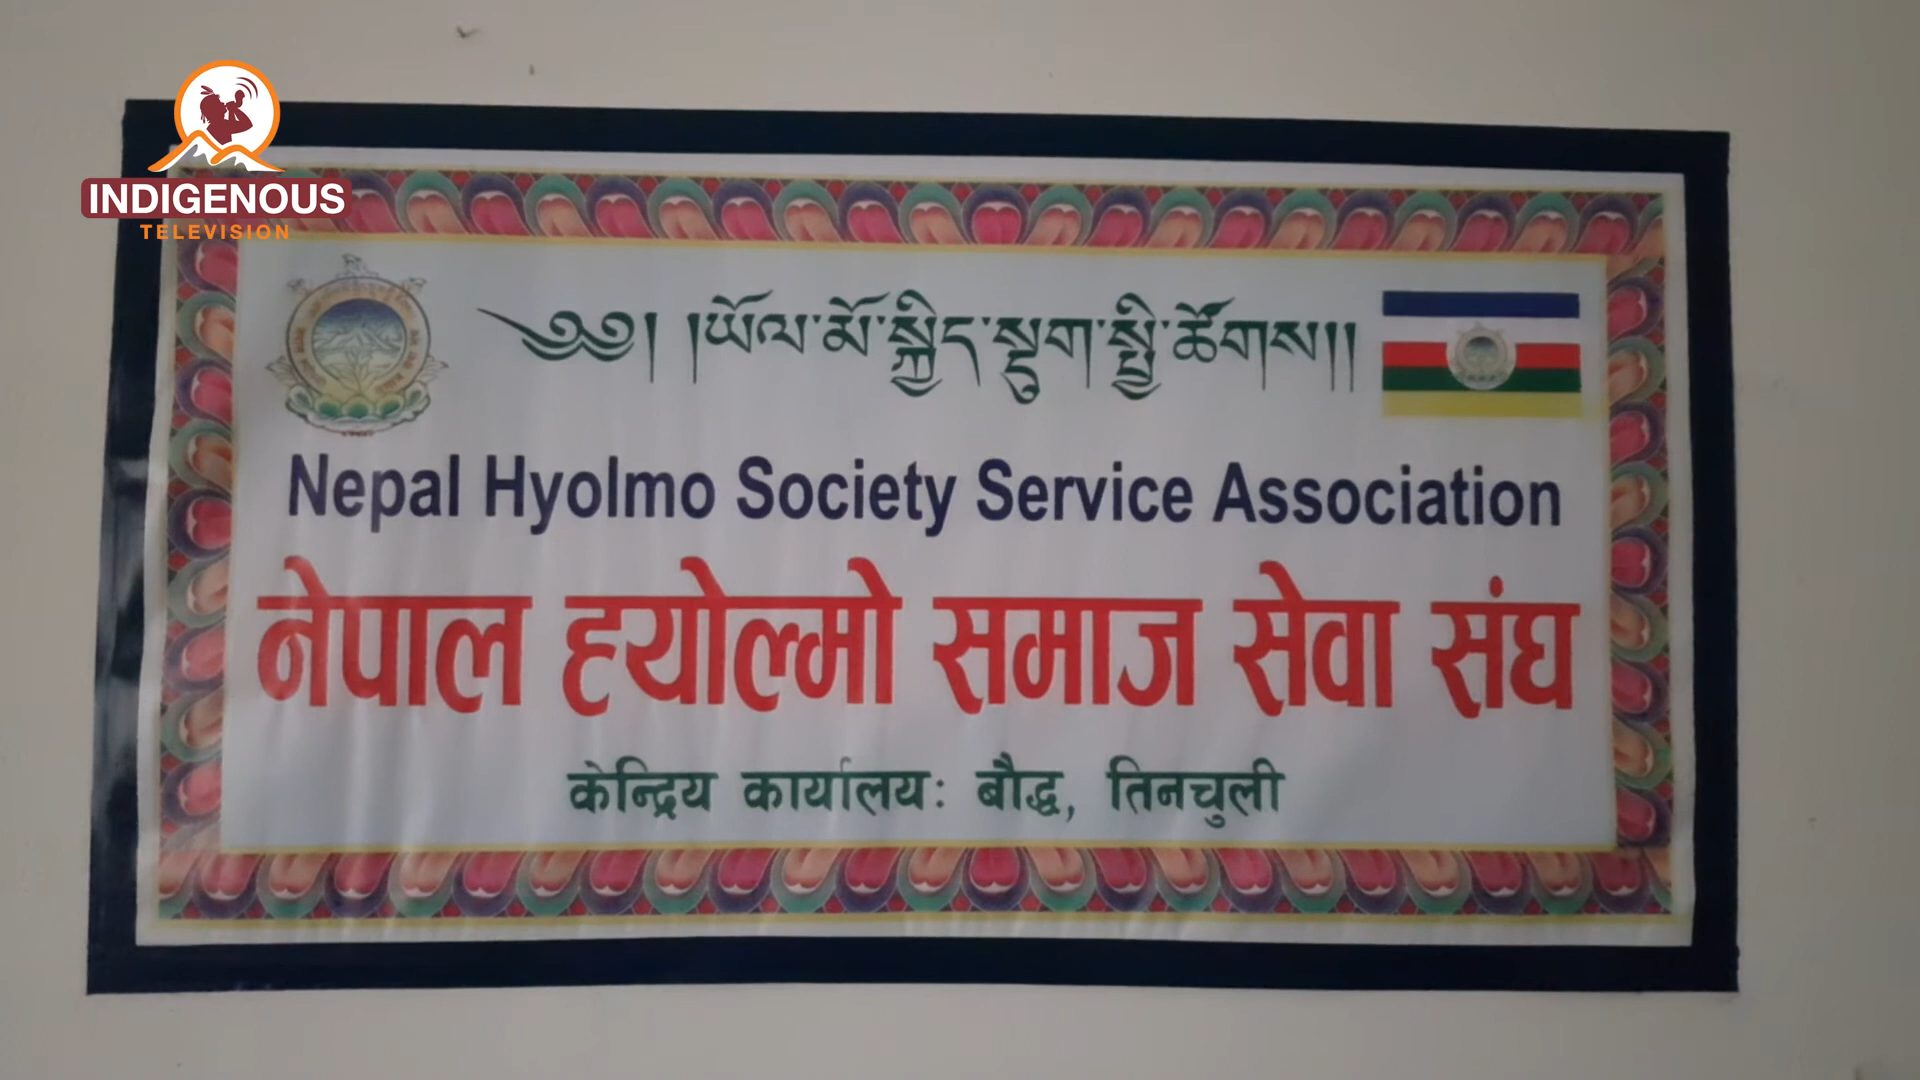 INDIGENOUS
TELEVISION
༄༅། །ཡོལ་མོ་སྐྱིད་སྡུག་སྤྱི་ཚོགས།།
Nepal Hyolmo Society Service Association
नेपाल ह्योल्मो समाज सेवा संघ
केन्द्रिय कार्यालय: बौद्ध, तिनचुली